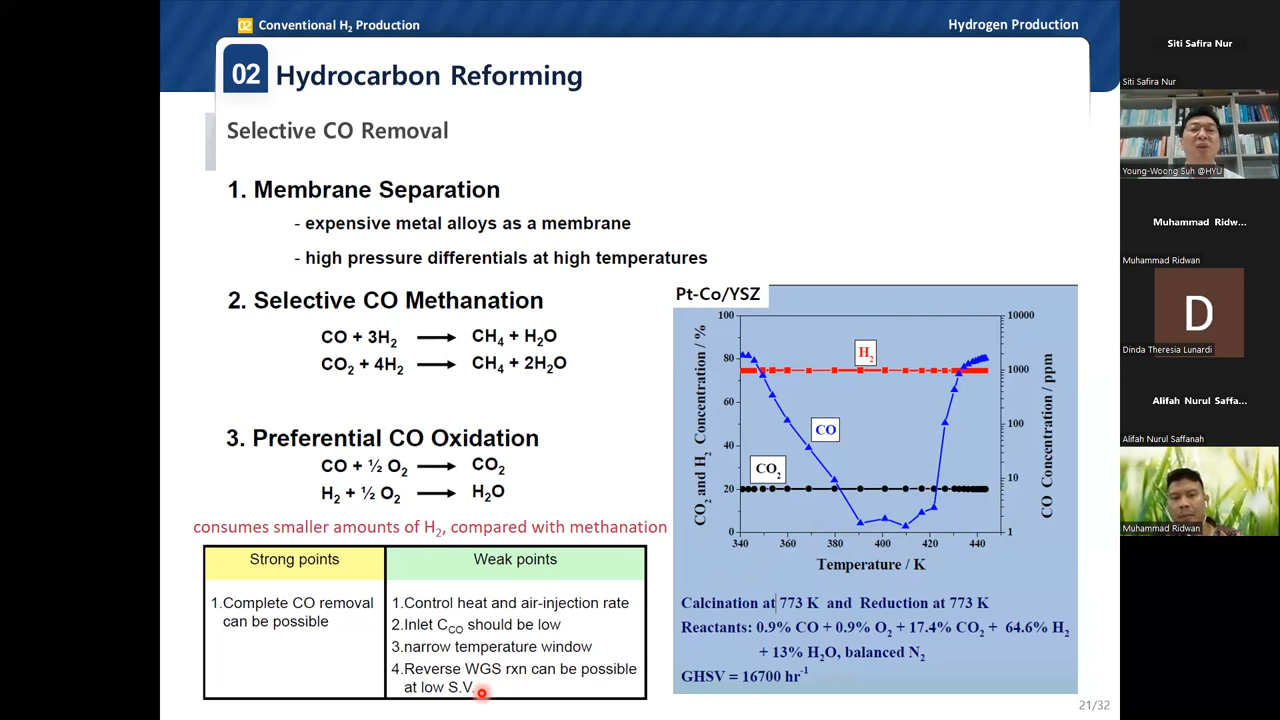 02 Conventional H₂ Production
Hydrogen Production
02 Hydrocarbon Reforming
Selective CO Removal
1. Membrane Separation
- expensive metal alloys as a membrane
- high pressure differentials at high temperatures
2. Selective CO Methanation
CO + 3H₂ → CH₄ + H₂O
CO₂ + 4H₂ → CH₄ + 2H₂O
3. Preferential CO Oxidation
CO + ½ O₂ → CO₂
H₂ + ½ O₂ → H₂O
consumes smaller amounts of H₂, compared with methanation
Strong points
Weak points
1.Complete CO removal
can be possible
1.Control heat and air-injection rate
2.Inlet C_CO should be low
3.narrow temperature window
4.Reverse WGS rxn can be possible
at low S.V.
Pt-Co/YSZ
CO₂ and H₂ Concentration / %
100
80
60
40
20
0
H₂
CO
CO₂
10000
1000
100
10
1
CO Concentration / ppm
340 360 380 400 420 440
Temperature / K
Calcination at 773 K and Reduction at 773 K
Reactants: 0.9% CO + 0.9% O₂ + 17.4% CO₂ + 64.6% H₂
+ 13% H₂O, balanced N₂
GHSV = 16700 hr⁻¹
21/32
Siti Safira Nur
Siti Safira Nur
Young-Woong Suh @HYU
Muhammad Ridw...
Muhammad Ridwan
D
Dinda Theresia Lunardi
Alifah Nurul Saffa...
Alifah Nurul Saffanah
Muhammad Ridwan